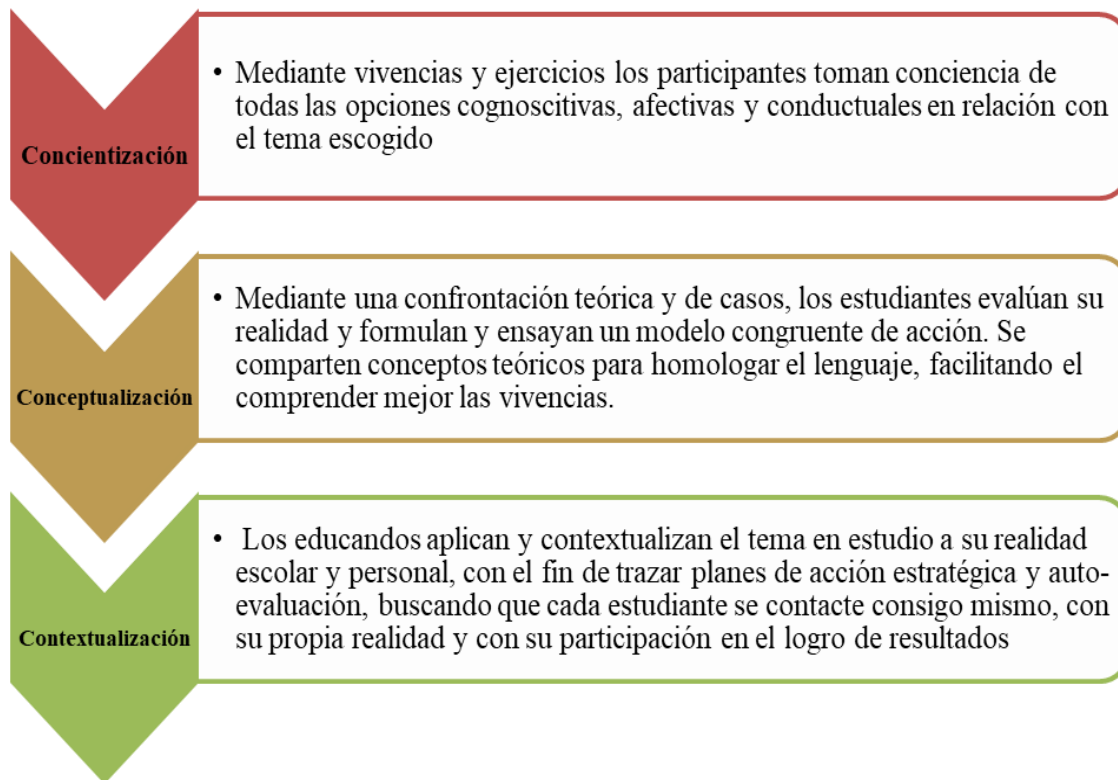 Concientización
• Mediante vivencias y ejercicios los participantes toman conciencia de
todas las opciones cognoscitivas, afectivas y conductuales en relación con
el tema escogido
Conceptualización
• Mediante una confrontación teórica y de casos, los estudiantes evalúan su
realidad y formulan y ensayan un modelo congruente de acción. Se
comparten conceptos teóricos para homologar el lenguaje, facilitando el
comprender mejor las vivencias.
Contextualización
• Los educandos aplican y contextualizan el tema en estudio a su realidad
escolar y personal, con el fin de trazar planes de acción estratégica y auto-
evaluación, buscando que cada estudiante se contacte consigo mismo, con
su propia realidad y con su participación en el logro de resultados